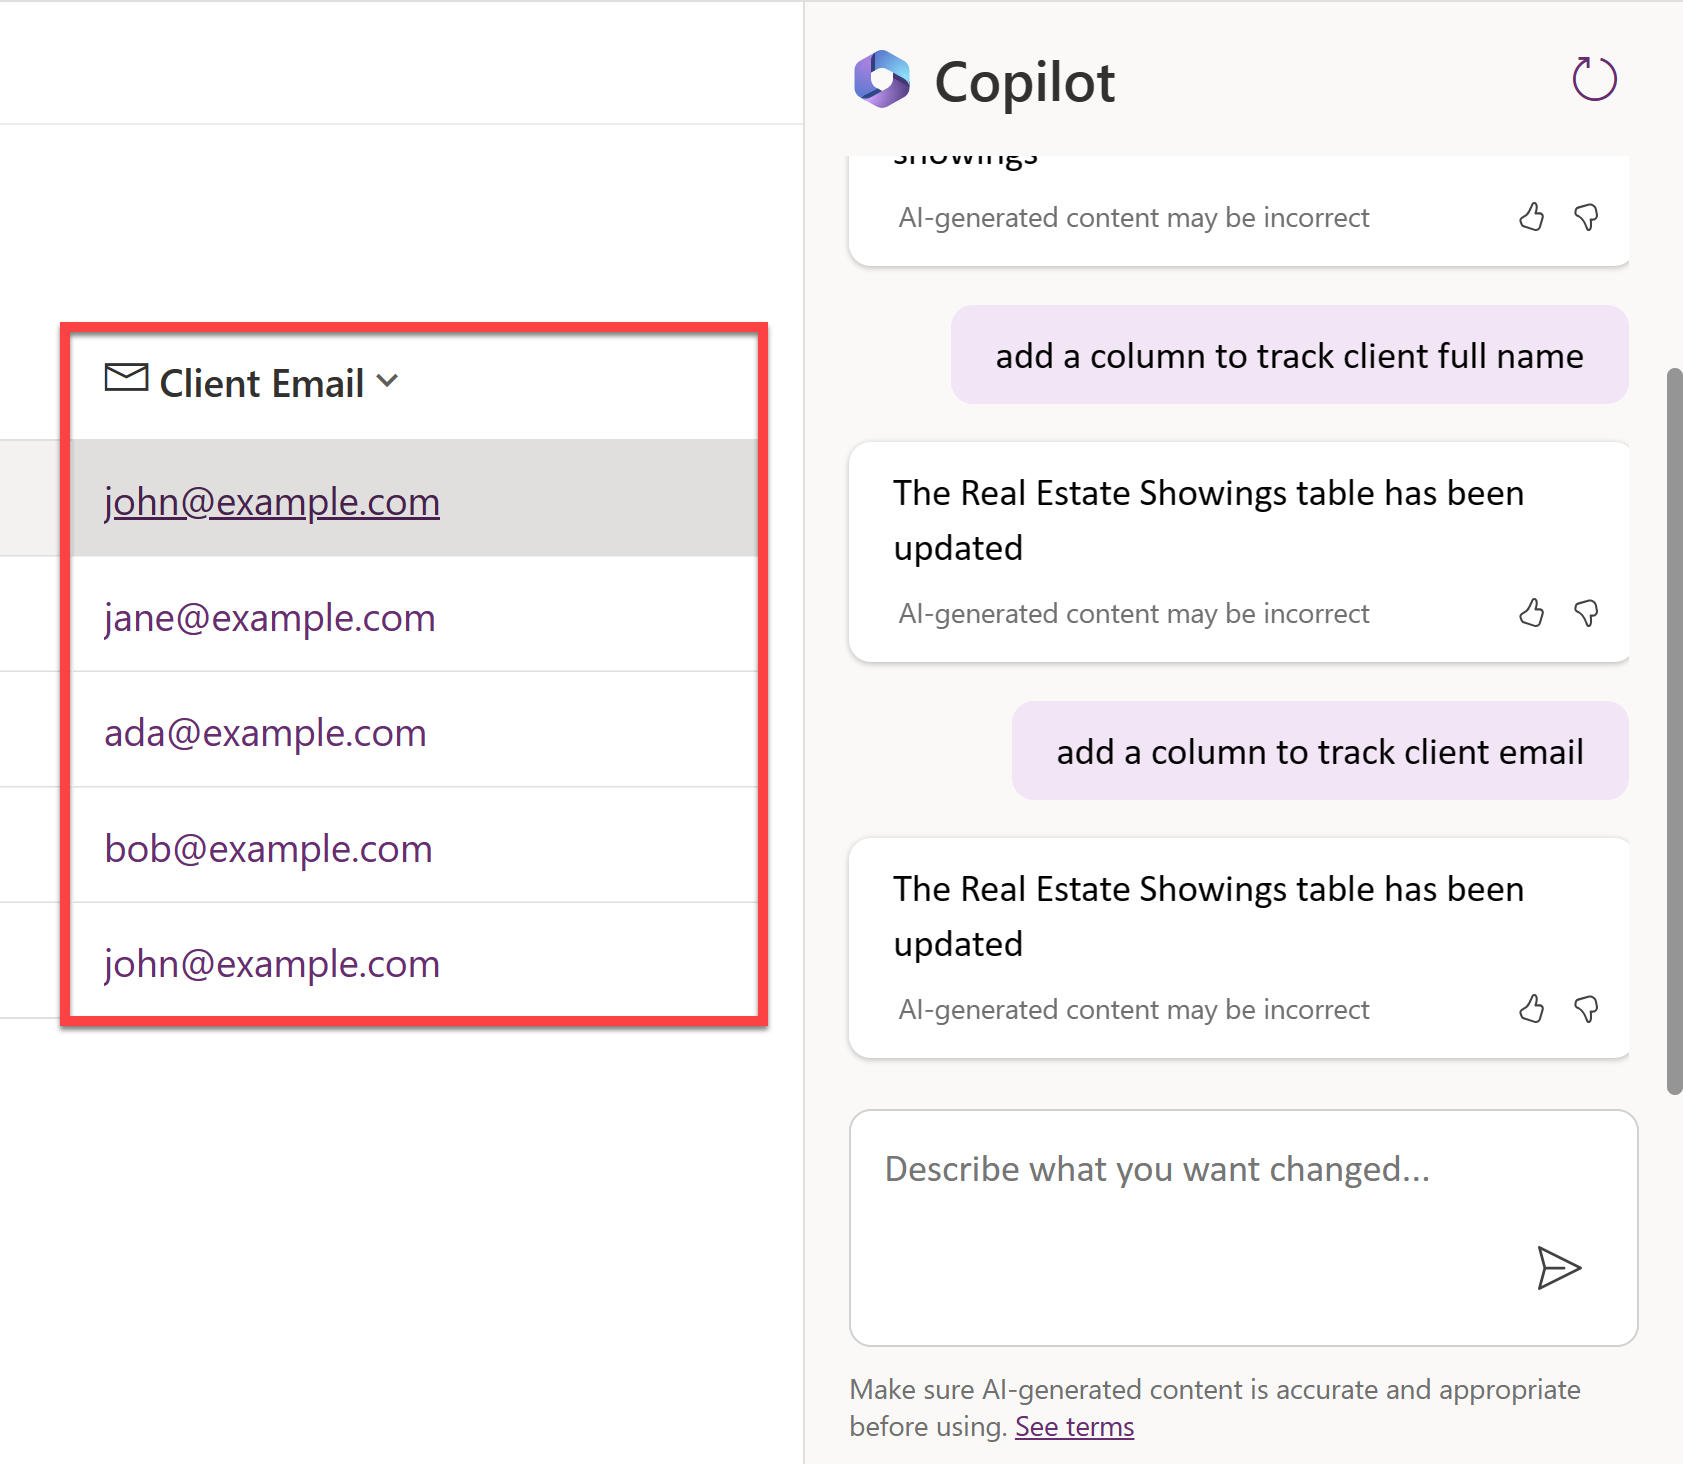 Client Email
john@example.com
jane@example.com
ada@example.com
bob@example.com
john@example.com
Copilot
showings
AI-generated content may be incorrect
add a column to track client full name
The Real Estate Showings table has been
updated
AI-generated content may be incorrect
add a column to track client email
The Real Estate Showings table has been
updated
AI-generated content may be incorrect
Describe what you want changed...
Make sure AI-generated content is accurate and appropriate
before using. See terms